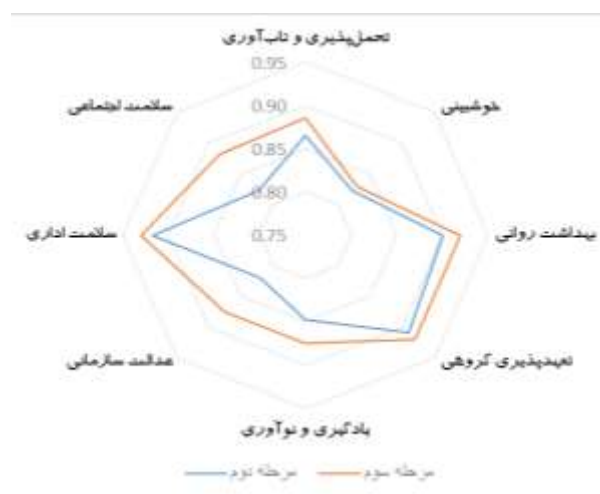 تحمل‌پذیری و تاب‌آوری
0.95
سلامت اجتماعی
خوشبینی
0.90
0.85
0.80
سلامت اداری
0.75
بهداشت روانی
عدالت سازمانی
تعهدپذیری گروهی
یادگیری و نوآوری
مرحله سوم
مرحله دوم